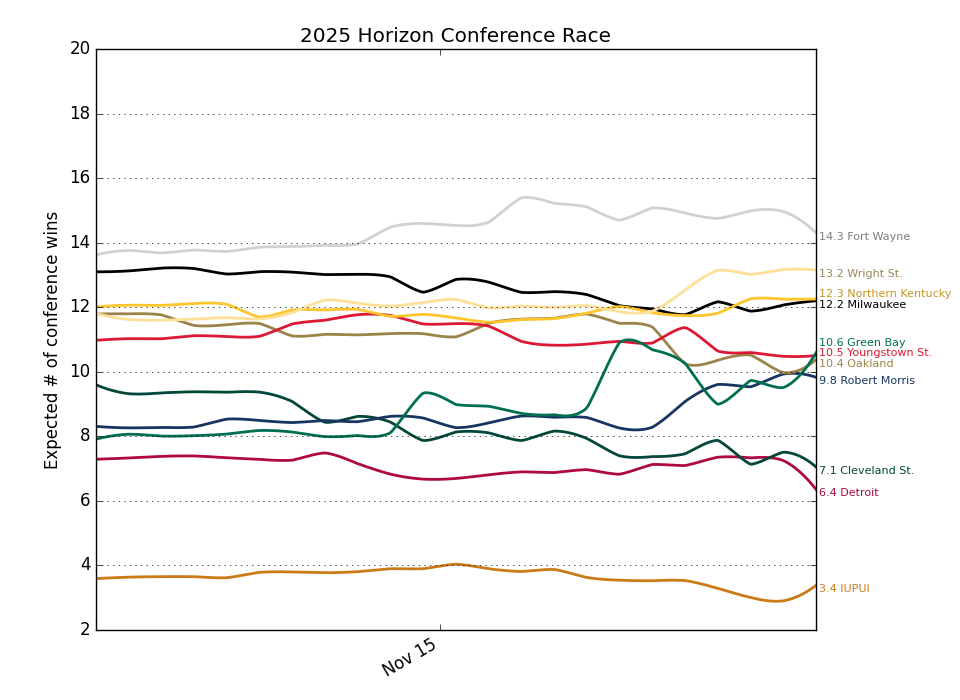 2025 Horizon Conference Race
Expected # of conference wins
20
18
16
14
12
10
8
6
4
2
Nov 15
14.3 Fort Wayne
13.2 Wright St.
12.3 Northern Kentucky
12.2 Milwaukee
10.6 Green Bay
10.5 Youngstown St.
10.4 Oakland
9.8 Robert Morris
7.1 Cleveland St.
6.4 Detroit
3.4 IUPUI